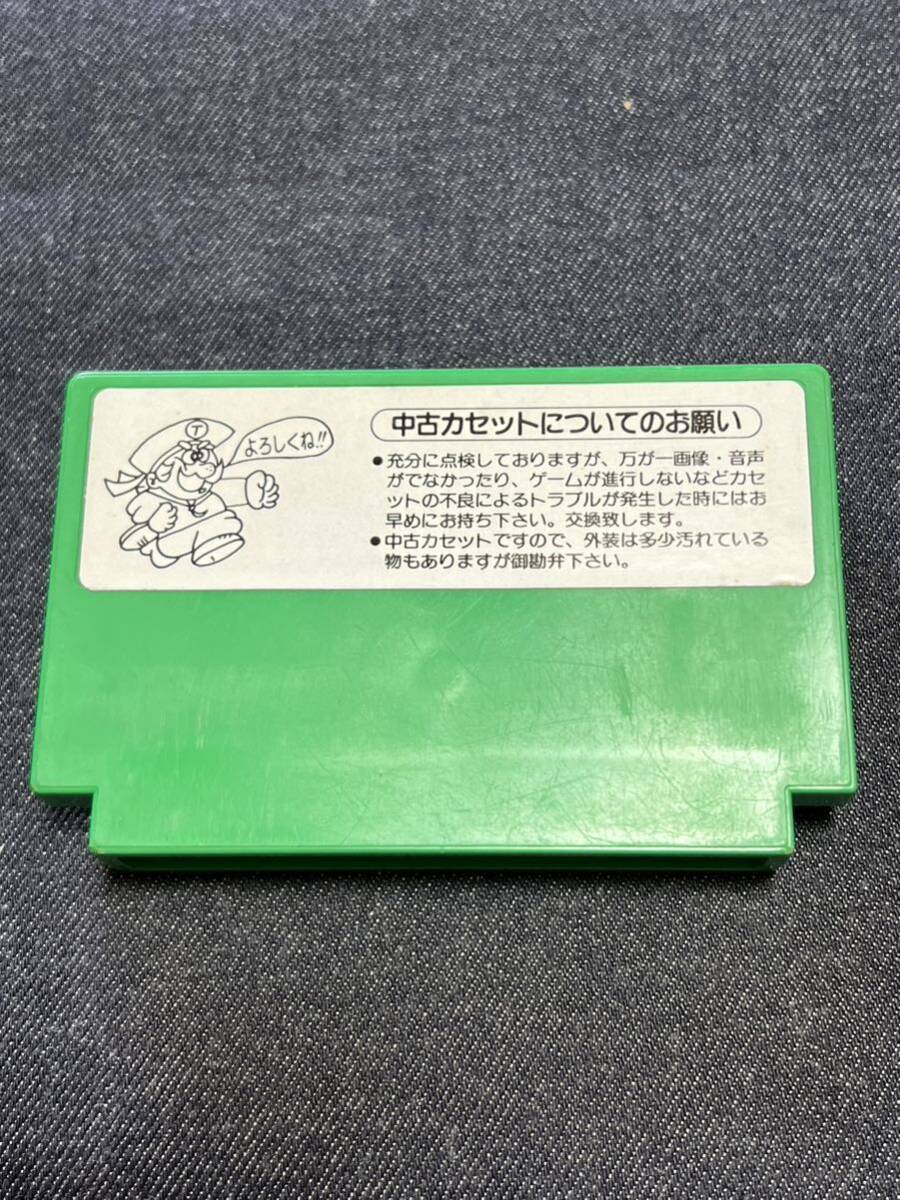 T
よろしくね!!
中古カセットについてのお願い
●充分に点検しておりますが、万が一画像・音声
がでなかったり、ゲームが進行しないなどカセ
ットの不良によるトラブルが発生した時にはお
早めにお持ち下さい。交換致します。
●中古カセットですので、外装は多少汚れている
物もありますが御勘弁下さい。